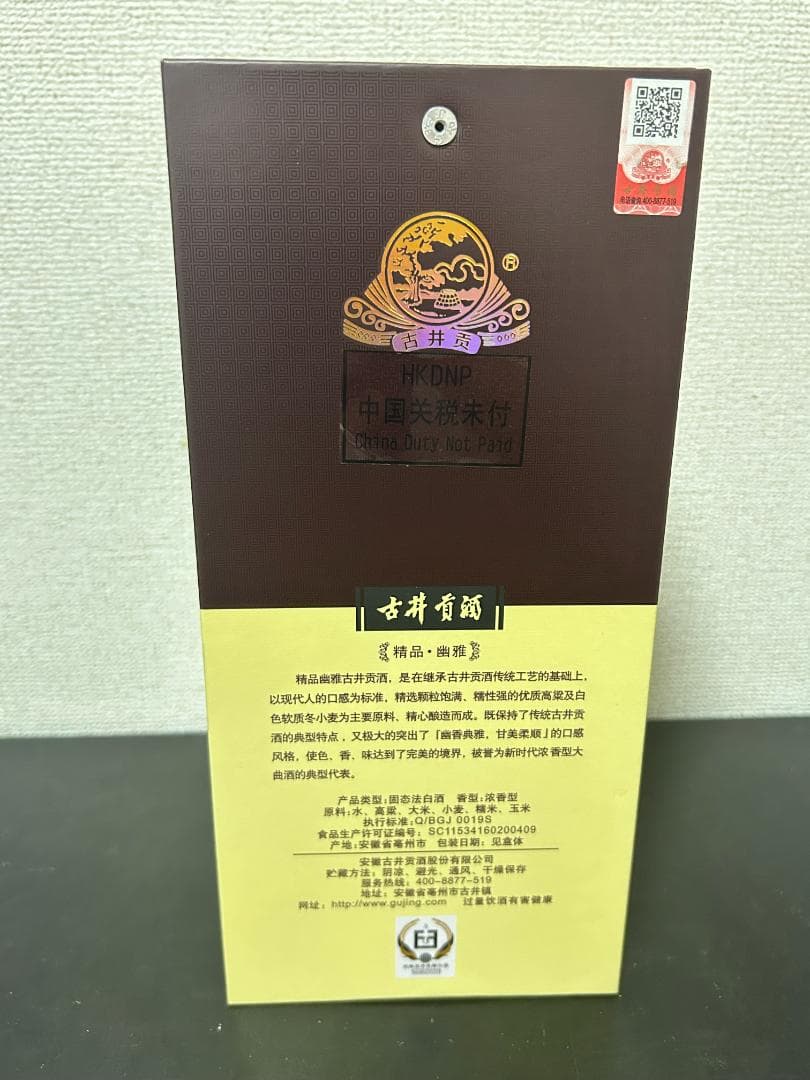 古井贡酒
电话查询400-8877-519
R
古井贡
HKDNP
中国关税未付
China Duty Not Paid
古井贡酒
精品·幽雅
精品幽雅古井贡酒，是在继承古井贡酒传统工艺的基础上，
以现代人的口感为标准，精选颗粒饱满、糯性强的优质高粱及白
色软质冬小麦为主要原料、精心酿造而成。既保持了传统古井贡
酒的典型特点，又极大的突出了「幽香典雅，甘美柔顺」的口感
风格，使色、香、味达到了完美的境界，被誉为新时代浓香型大
曲酒的典型代表。
产品类型:固态法白酒 香型:浓香型
原料:水、高粱、大米、小麦、糯米、玉米
执行标准:Q/BGJ 0019S
食品生产许可证编号: SC11534160200409
产地:安徽省亳州市 包装日期: 见盒体
安徽古井贡酒股份有限公司
贮藏方法: 阴凉、避光、通风、干燥保存
服务热线: 400-8877-519
地址: 安徽省亳州市古井镇
网址: http://www.gujing.com 过量饮酒有害健康